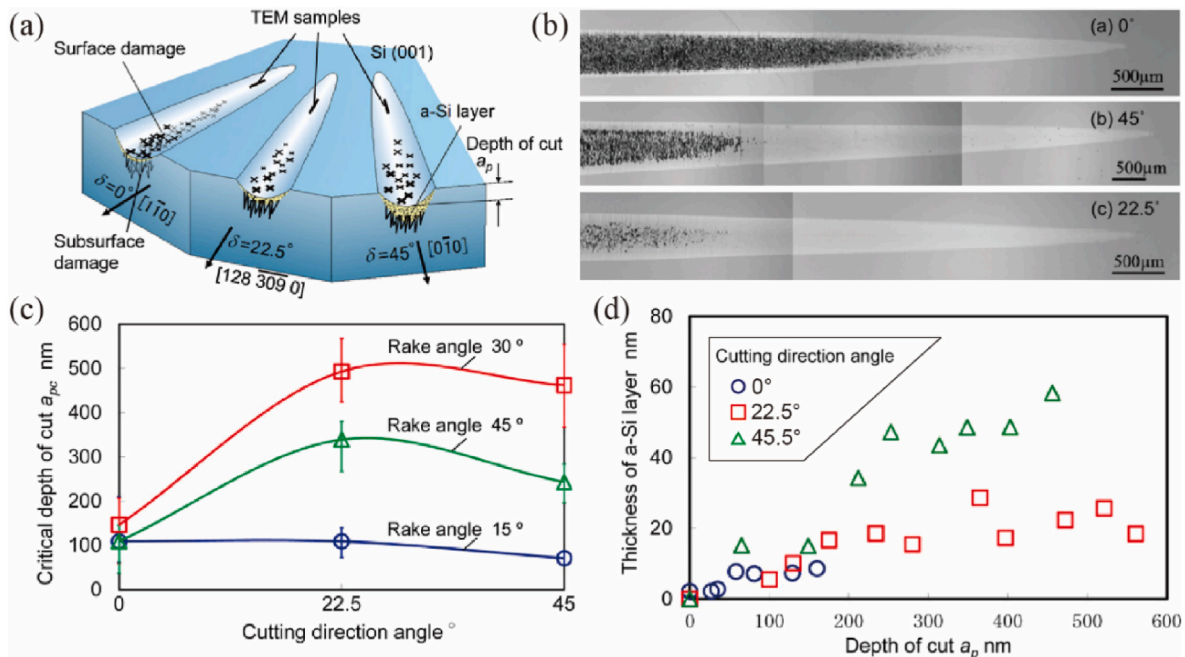 (a)
TEM samples
Surface damage
Si (001)
a-Si layer
Depth of cut
a_p
δ=0° [11̄0]
δ=22.5°
[128 3̄0̄9̄ 0]
δ=45° [01̄0]
Subsurface
damage
(b)
(a) 0°
500μm
(b) 45°
500μm
(c) 22.5°
500μm
(c)
600
500
400
300
200
100
0
Critical depth of cut a_pc nm
Rake angle 30 º
Rake angle 45 º
Rake angle 15 º
0
22.5
45
Cutting direction angle °
(d)
80
60
40
20
0
Thickness of a-Si layer nm
Cutting direction angle
0°
22.5°
45.5°
0
100
200
300
400
500
600
Depth of cut a_p nm